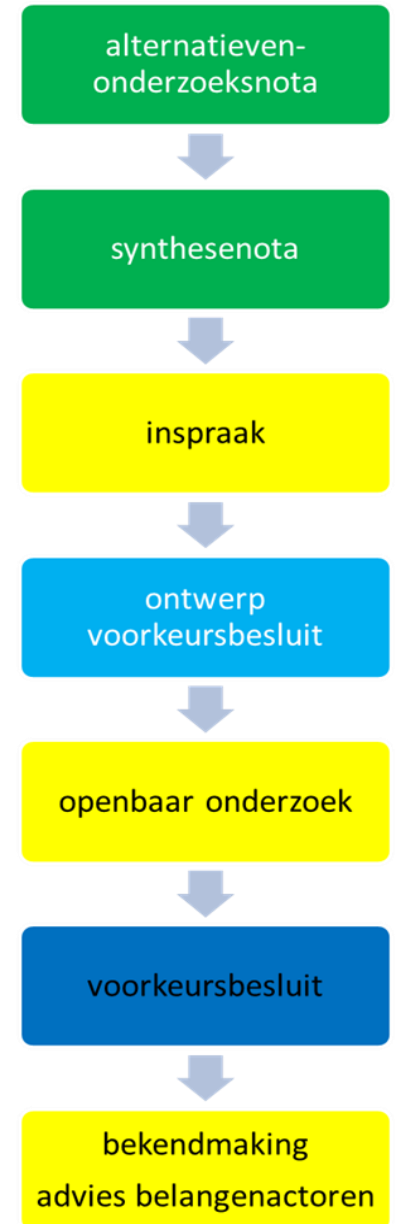 alternatieven-
onderzoeksnota
synthesenota
inspraak
ontwerp
voorkeursbesluit
openbaar onderzoek
voorkeursbesluit
bekendmaking
advies belangenactoren